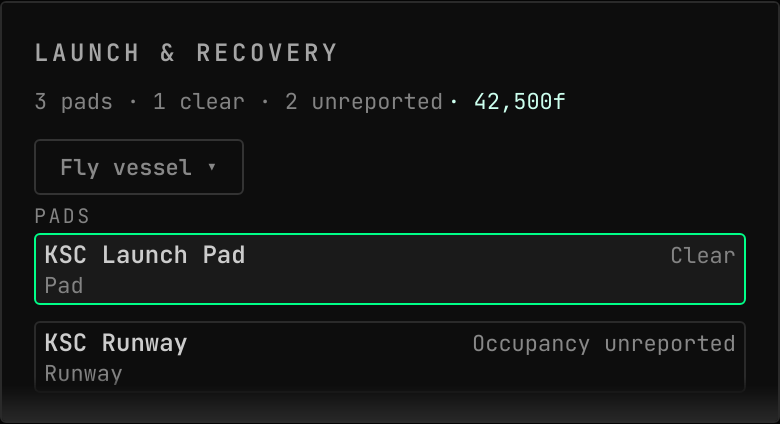 LAUNCH & RECOVERY
3 pads · 1 clear · 2 unreported · 42,500f
Fly vessel ▾
PADS
KSC Launch Pad Clear
Pad
KSC Runway Occupancy unreported
Runway